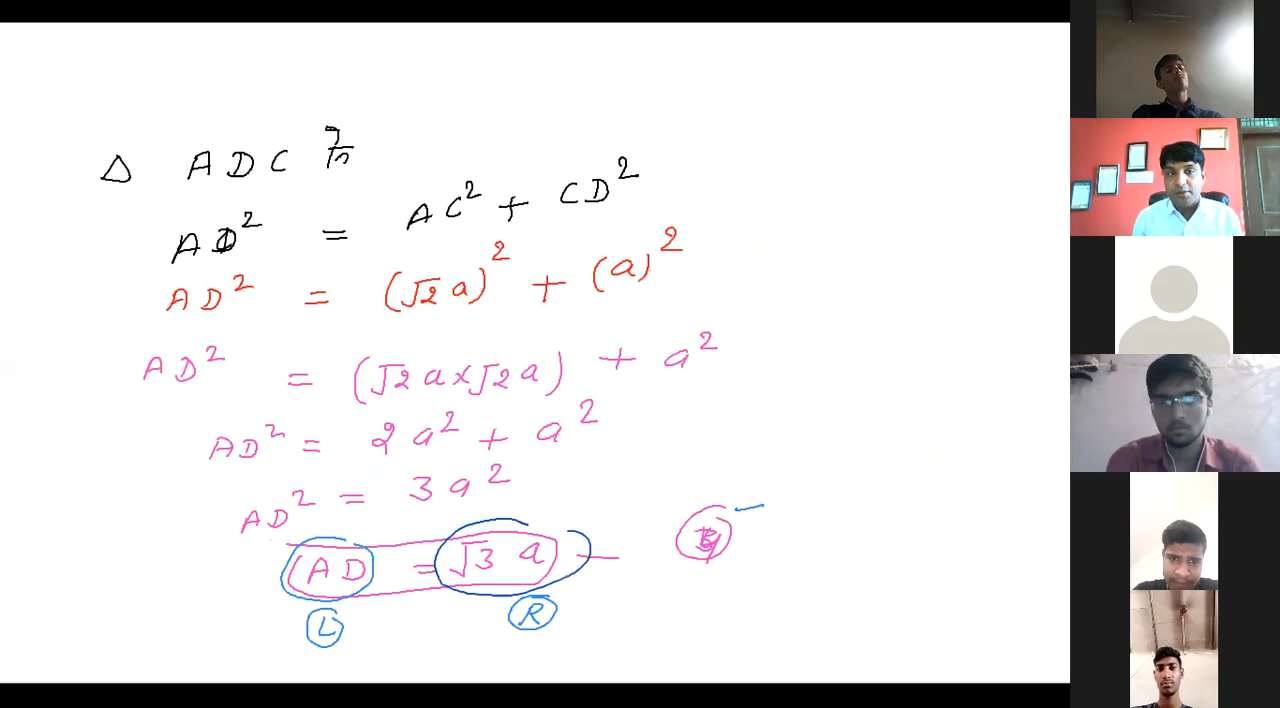 Δ ADC में
AD² = AC² + CD²
AD² = (√2 a)² + (a)²
AD² = (√2 a × √2 a) + a²
AD² = 2a² + a²
AD² = 3a²
AD = √3 a —
L R